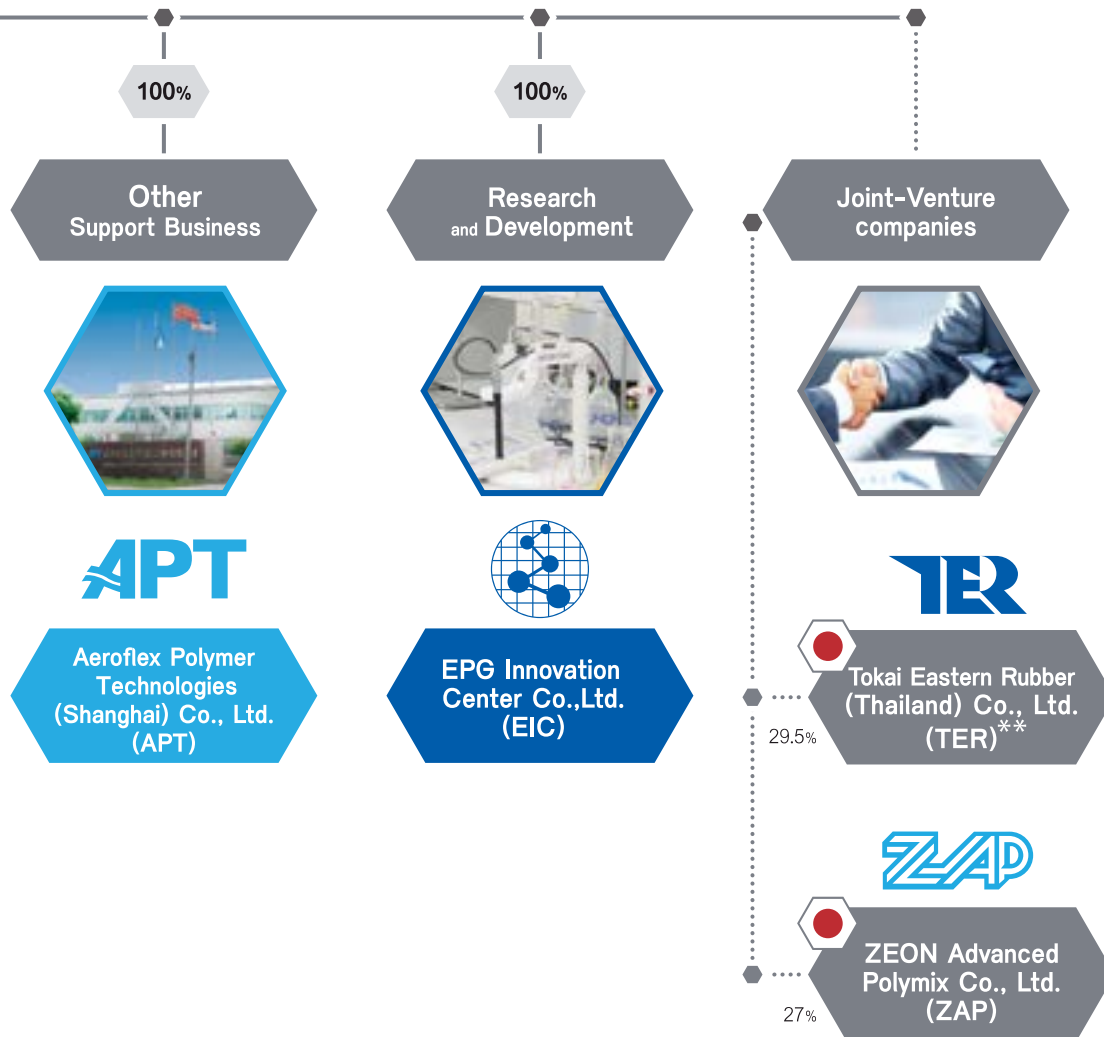 100%
100%
Other
Support Business
Research
and Development
Joint-Venture
companies
APT
Aeroflex Polymer
Technologies
(Shanghai) Co., Ltd.
(APT)
EPG Innovation
Center Co.,Ltd.
(EIC)
TER
Tokai Eastern Rubber
(Thailand) Co., Ltd.
(TER)**
29.5%
ZAP
ZEON Advanced
Polymix Co., Ltd.
(ZAP)
27%